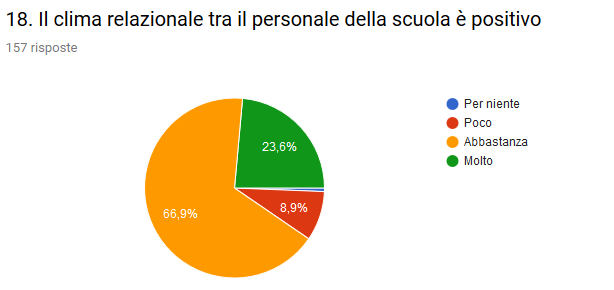 18. Il clima relazionale tra il personale della scuola è positivo
157 risposte
Per niente
Poco
Abbastanza
Molto
23,6%
8,9%
66,9%